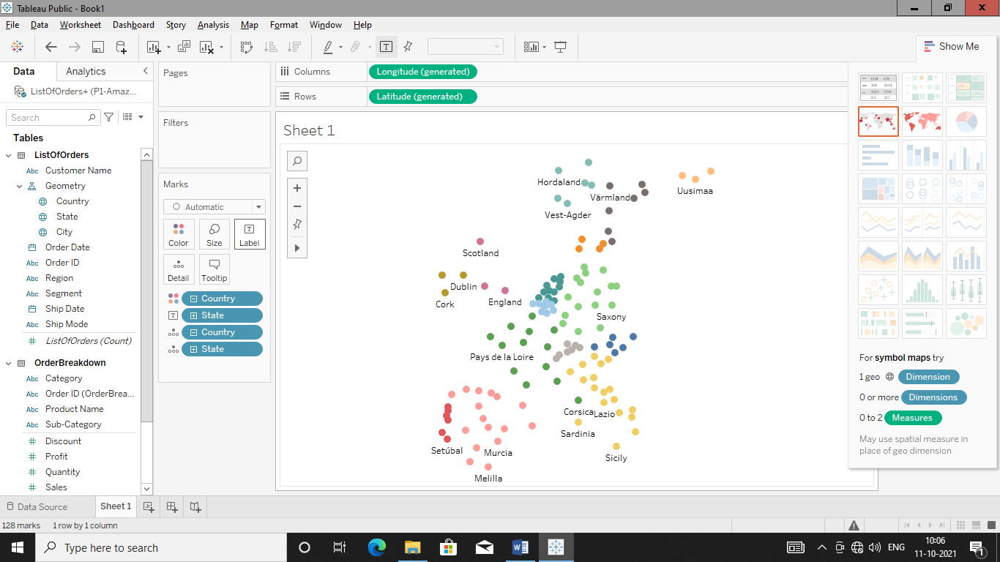 Tableau Public - Book1
File Data Worksheet Dashboard Story Analysis Map Format Window Help
Show Me
Data Analytics
ListOfOrders+ (P1-Amaz...
Search
Tables
ListOfOrders
Abc Customer Name
Geometry
Country
State
City
Order Date
Abc Order ID
Abc Region
Abc Segment
Ship Date
Abc Ship Mode
# ListOfOrders (Count)
OrderBreakdown
Abc Category
Abc Order ID (OrderBrea...
Abc Product Name
Abc Sub-Category
# Discount
# Profit
# Quantity
# Sales
Pages
Filters
Marks
Automatic
Color Size Label
Detail Tooltip
Country
State
Country
State
Columns Longitude (generated)
Rows Latitude (generated)
Sheet 1
Hordaland
Värmland
Uusimaa
Vest-Agder
Scotland
Dublin
England
Cork
Saxony
Pays de la Loire
Corsica Lazio
Sardinia
Setúbal
Murcia
Sicily
Melilla
For symbol maps try
1 geo Dimension
0 or more Dimensions
0 to 2 Measures
May use spatial measure in
place of geo dimension
Data Source Sheet 1
128 marks 1 row by 1 column
Type here to search
ENG
10:06
11-10-2021
1